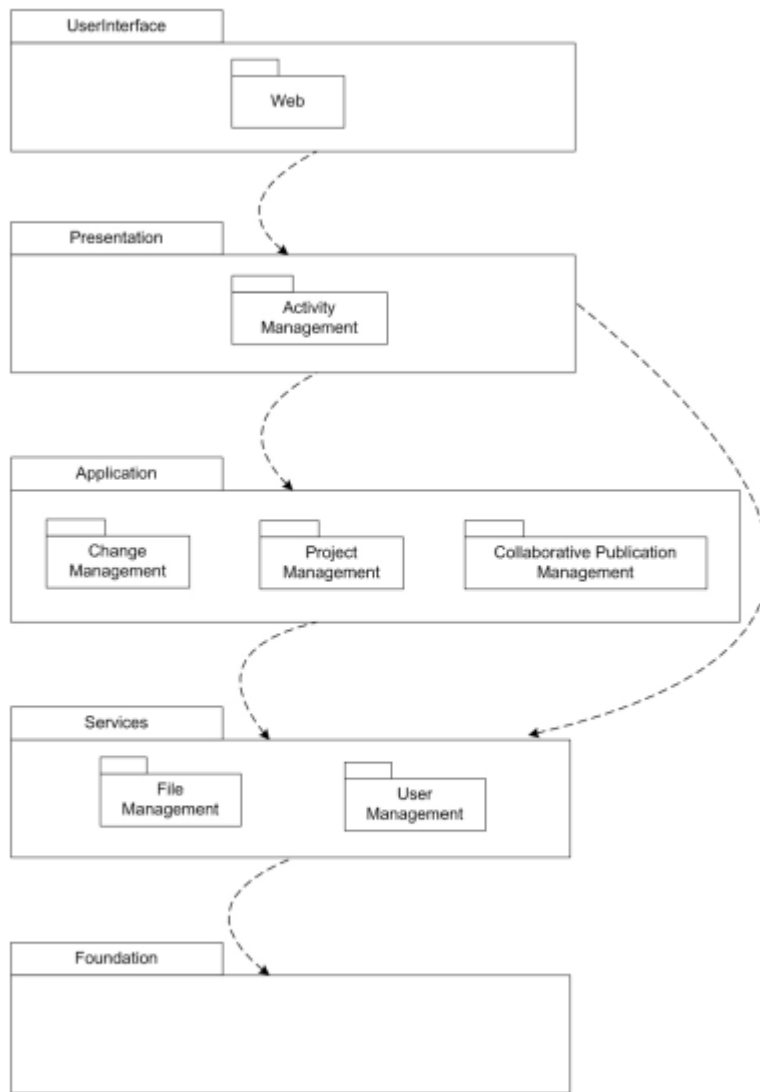 UserInterface
Web
Presentation
Activity
Management
Application
Change
Management
Project
Management
Collaborative Publication
Management
Services
File
Management
User
Management
Foundation